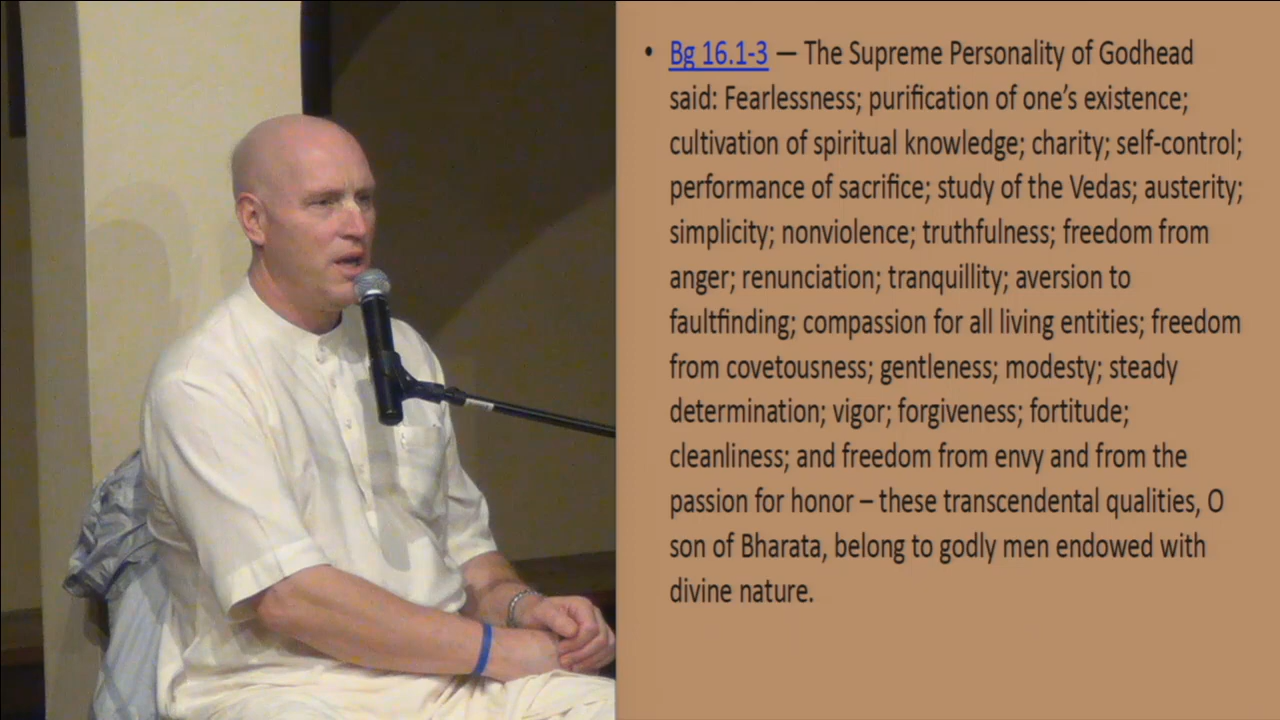 • Bg 16.1-3 — The Supreme Personality of Godhead
said: Fearlessness; purification of one’s existence;
cultivation of spiritual knowledge; charity; self-control;
performance of sacrifice; study of the Vedas; austerity;
simplicity; nonviolence; truthfulness; freedom from
anger; renunciation; tranquillity; aversion to
faultfinding; compassion for all living entities; freedom
from covetousness; gentleness; modesty; steady
determination; vigor; forgiveness; fortitude;
cleanliness; and freedom from envy and from the
passion for honor – these transcendental qualities, O
son of Bharata, belong to godly men endowed with
divine nature.